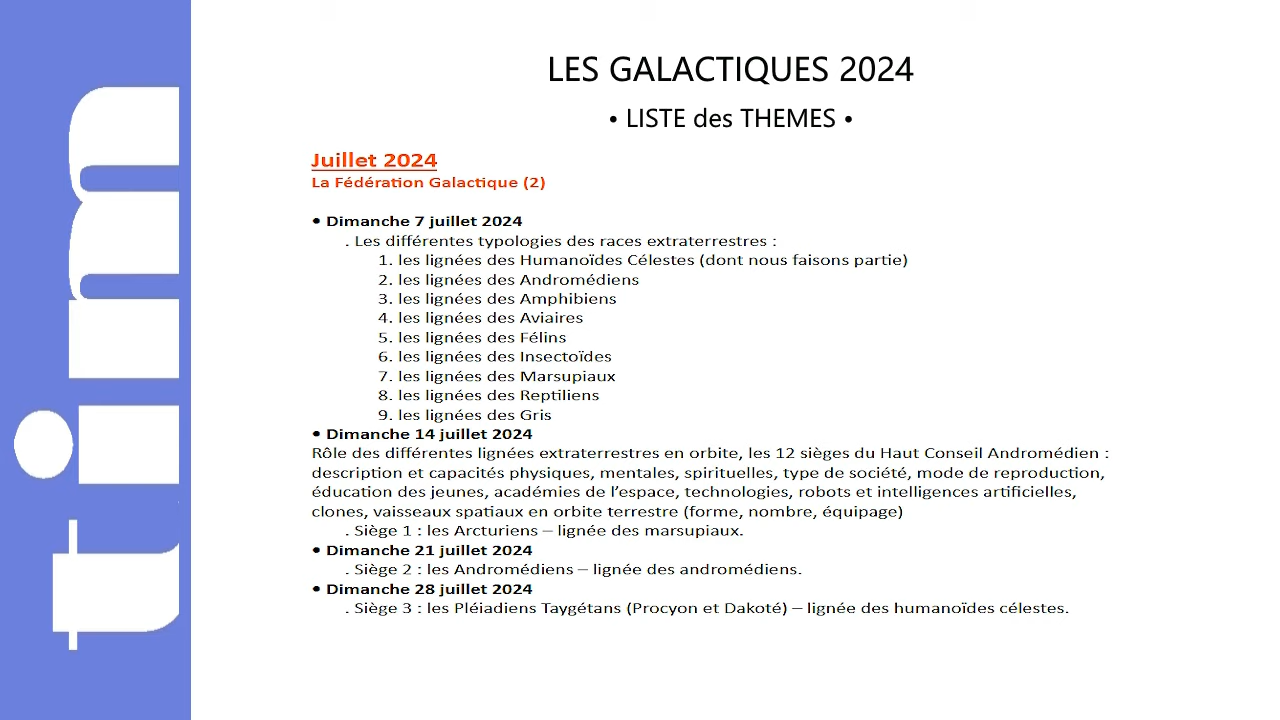 tim
LES GALACTIQUES 2024
• LISTE des THEMES •
Juillet 2024
La Fédération Galactique (2)
• Dimanche 7 juillet 2024
. Les différentes typologies des races extraterrestres :
1. les lignées des Humanoïdes Célestes (dont nous faisons partie)
2. les lignées des Andromédiens
3. les lignées des Amphibiens
4. les lignées des Aviaires
5. les lignées des Félins
6. les lignées des Insectoïdes
7. les lignées des Marsupiaux
8. les lignées des Reptiliens
9. les lignées des Gris
• Dimanche 14 juillet 2024
Rôle des différentes lignées extraterrestres en orbite, les 12 sièges du Haut Conseil Andromédien :
description et capacités physiques, mentales, spirituelles, type de société, mode de reproduction,
éducation des jeunes, académies de l’espace, technologies, robots et intelligences artificielles,
clones, vaisseaux spatiaux en orbite terrestre (forme, nombre, équipage)
. Siège 1 : les Arcturiens – lignée des marsupiaux.
• Dimanche 21 juillet 2024
. Siège 2 : les Andromédiens – lignée des andromédiens.
• Dimanche 28 juillet 2024
. Siège 3 : les Pléiadiens Taygétans (Procyon et Dakoté) – lignée des humanoïdes célestes.